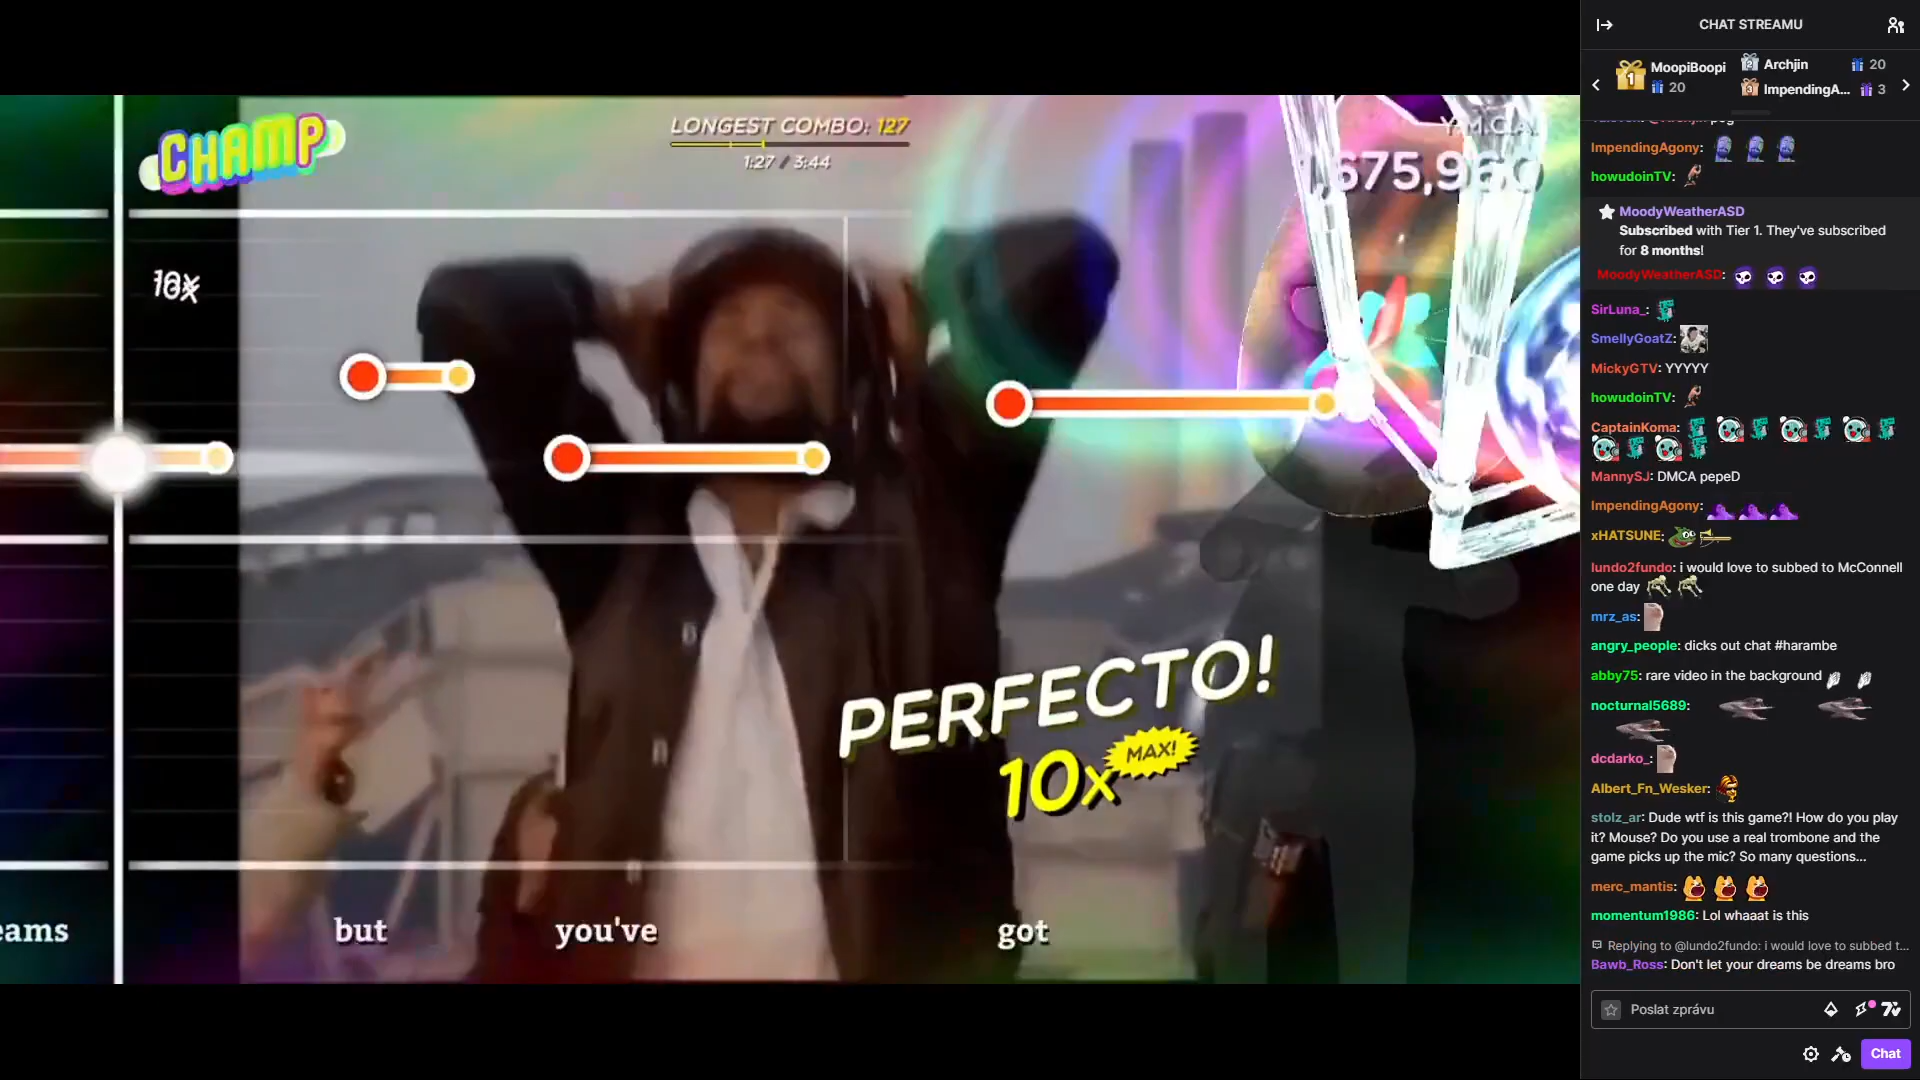 CHAMP
LONGEST COMBO: 127
1:27 / 3:44
Y.M.C.A.
1,675,960
10x
PERFECTO!
10x MAX!
eams
but
you've
got
CHAT STREAMU
1
MoopiBoopi
20
2
Archjin
20
3
ImpendingA...
3
ImpendingAgony:
howudoinTV:
MoodyWeatherASD
Subscribed with Tier 1. They've subscribed
for 8 months!
MoodyWeatherASD:
SirLuna_:
SmellyGoatZ:
MickyGTV: YYYYY
howudoinTV:
CaptainKoma:
MannySJ: DMCA pepeD
ImpendingAgony:
xHATSUNE:
lundo2fundo: i would love to subbed to McConnell
one day
mrz_as:
angry_people: dicks out chat #harambe
abby75: rare video in the background
nocturnal5689:
dcdarko_:
Albert_Fn_Wesker:
stolz_ar: Dude wtf is this game?! How do you play
it? Mouse? Do you use a real trombone and the
game picks up the mic? So many questions...
merc_mantis:
momentum1986: Lol whaaat is this
Replying to @lundo2fundo: i would love to subbed t...
Bawb_Ross: Don't let your dreams be dreams bro
Poslat zprávu
Chat